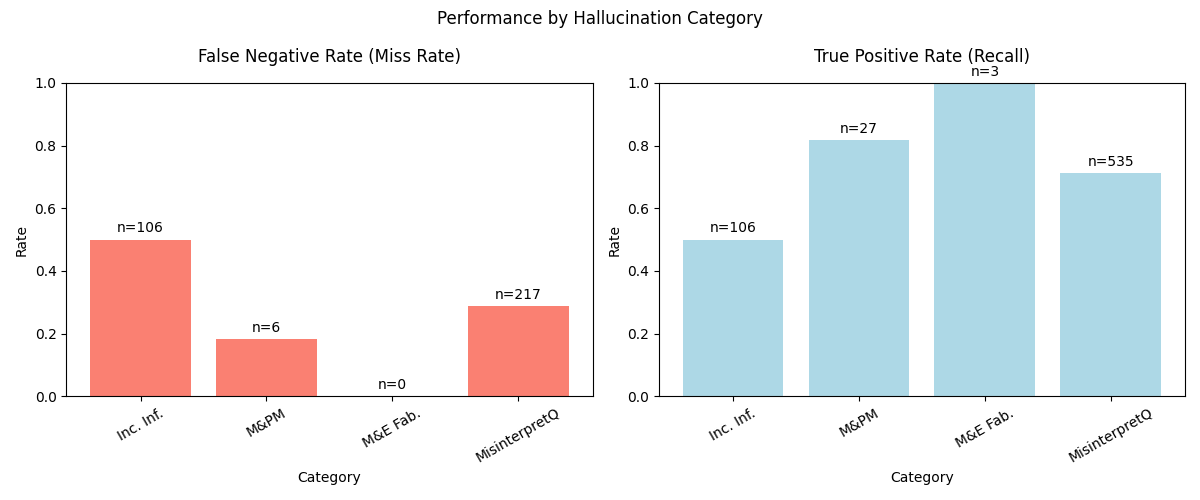 Performance by Hallucination Category
False Negative Rate (Miss Rate)
1.0
0.8
0.6
0.4
0.2
0.0
Rate
n=106
n=6
n=0
n=217
Inc. Inf.
M&PM
M&E Fab.
MisinterpretQ
Category
True Positive Rate (Recall)
1.0
0.8
0.6
0.4
0.2
0.0
Rate
n=106
n=27
n=3
n=535
Inc. Inf.
M&PM
M&E Fab.
MisinterpretQ
Category